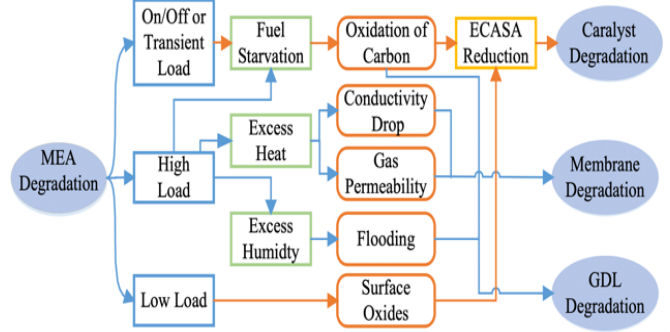 On/Off or
Transient
Load
Fuel
Starvation
Oxidation of
Carbon
ECASA
Reduction
Caralyst
Degradation
MEA
Degradation
High
Load
Excess
Heat
Conductivity
Drop
Gas
Permeability
Membrane
Degradation
Excess
Humidty
Flooding
Low Load
Surface
Oxides
GDL
Degradation